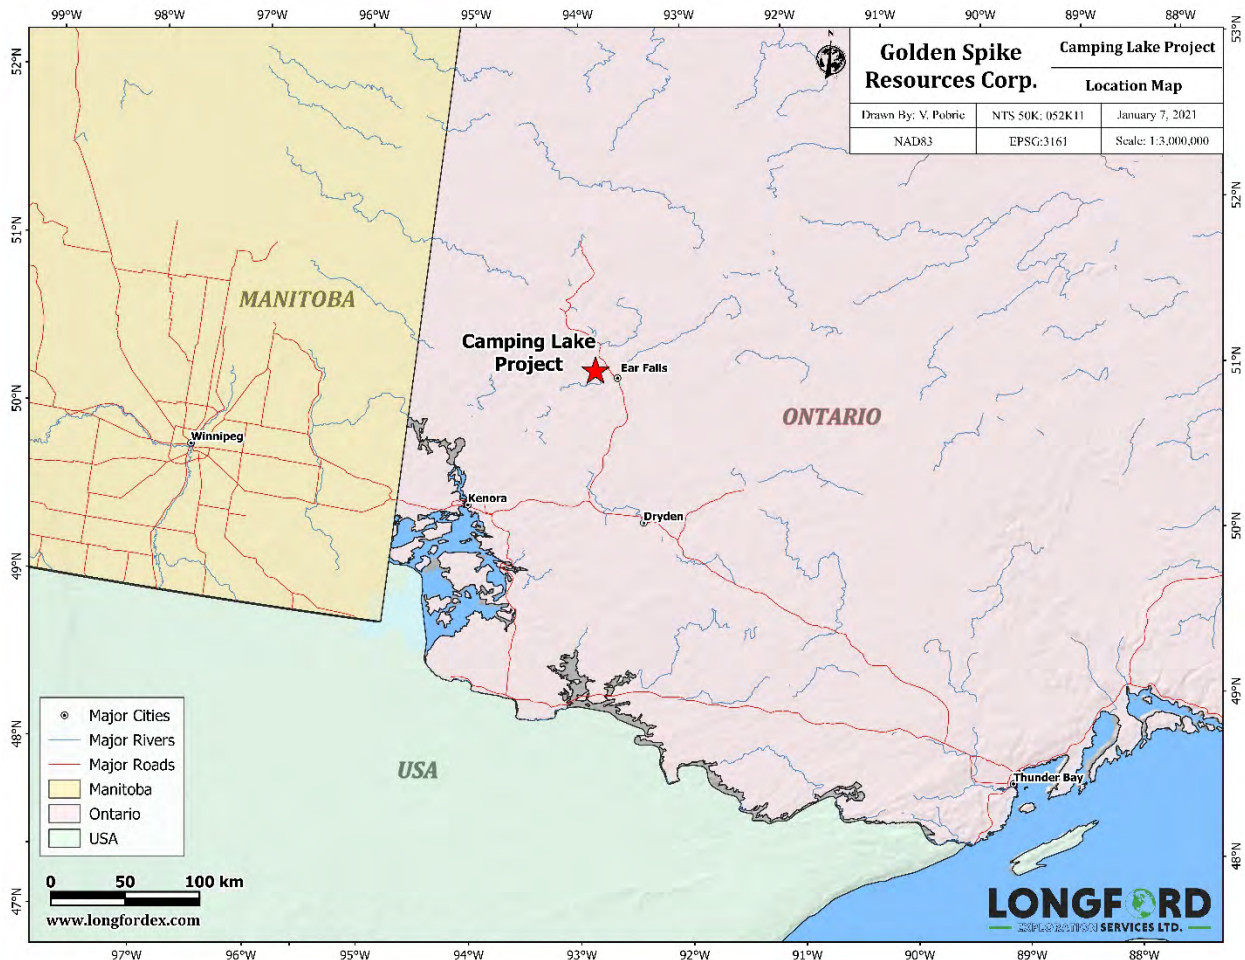 99°W 98°W 97°W 96°W 95°W 94°W 93°W 92°W 91°W 90°W 89°W 88°W
53°N
52°N
51°N
50°N
49°N
48°N
47°N
52°N
51°N
50°N
49°N
48°N
N
Golden Spike
Resources Corp.
Camping Lake Project
Location Map
Drawn By: V. Pobric
NTS 50K: 052K11
January 7, 2021
NAD83
EPSG:3161
Scale: 1:3,000,000
MANITOBA
Camping Lake
Project
Ear Falls
ONTARIO
Winnipeg
Kenora
Dryden
USA
Thunder Bay
Major Cities
Major Rivers
Major Roads
Manitoba
Ontario
USA
0 50 100 km
www.longfordex.com
LONGFORD
EXPLORATION SERVICES LTD.
97°W 96°W 95°W 94°W 93°W 92°W 91°W 90°W 89°W 88°W